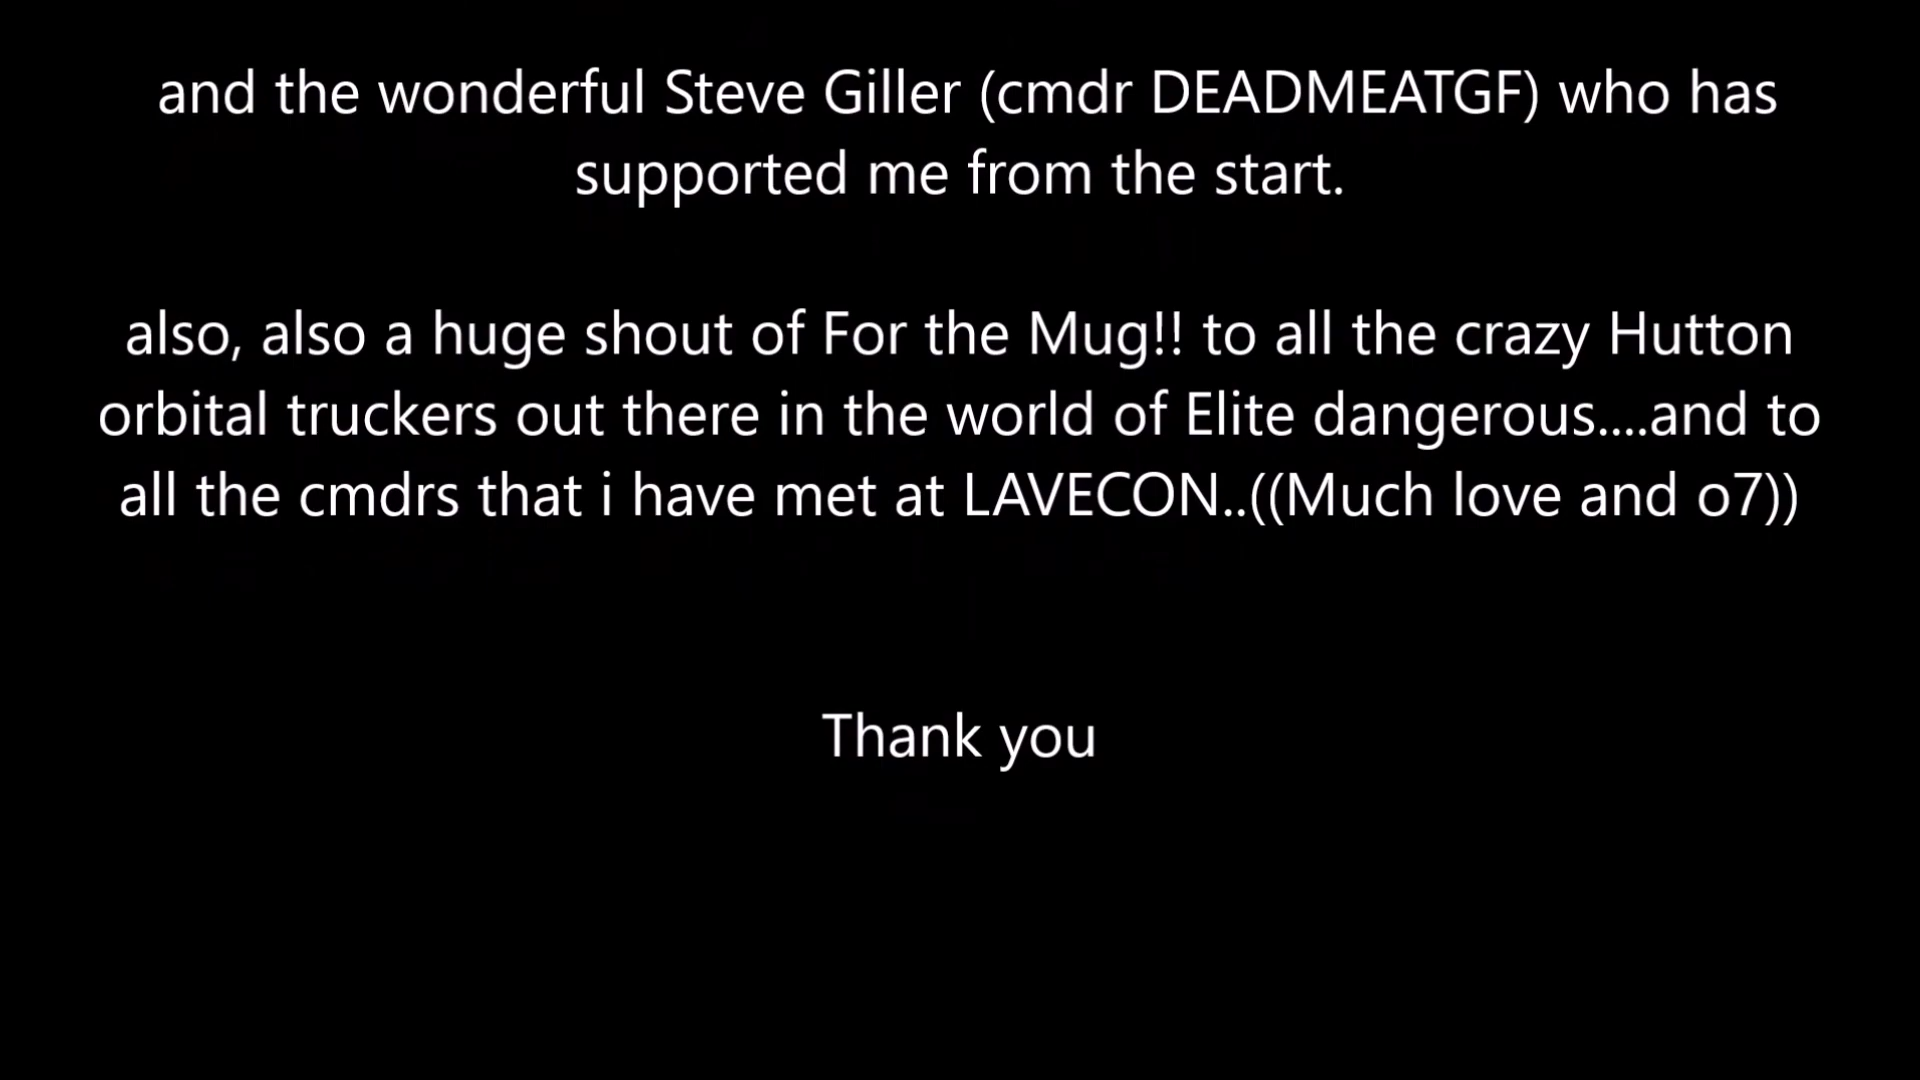 and the wonderful Steve Giller (cmdr DEADMEATGF) who has
supported me from the start.
also, also a huge shout of For the Mug!! to all the crazy Hutton
orbital truckers out there in the world of Elite dangerous....and to
all the cmdrs that i have met at LAVECON..((Much love and o7))
Thank you